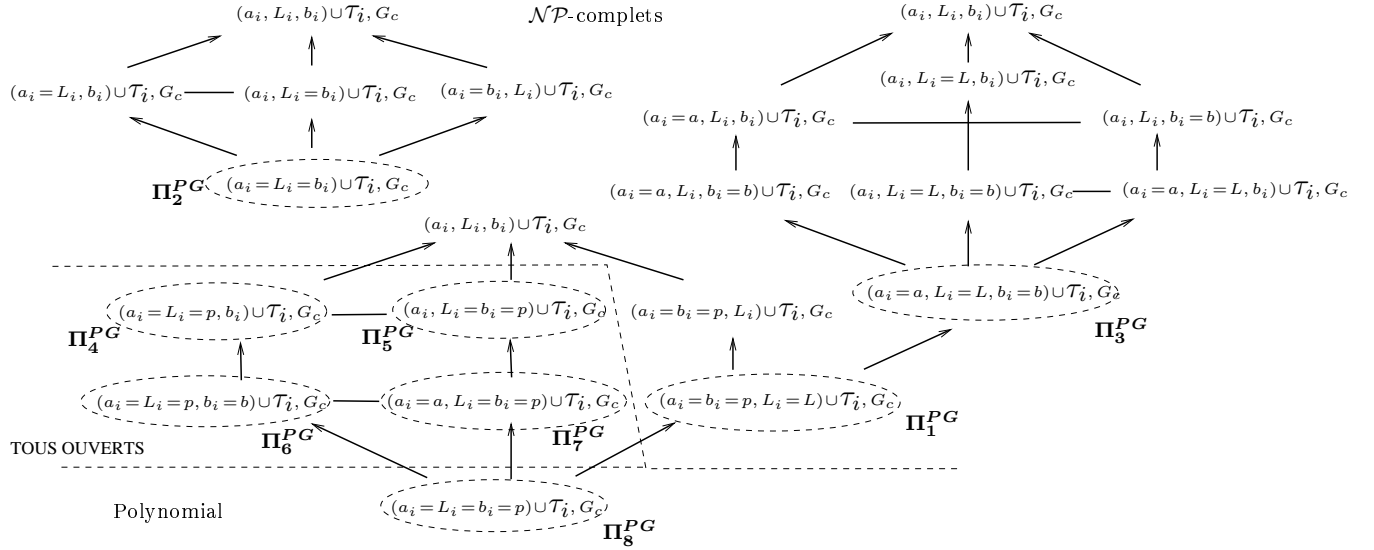 (a_i, L_i, b_i) ∪ 𝒯_i, G_c
𝒩𝒫-complets
(a_i = L_i, b_i) ∪ 𝒯_i, G_c
(a_i, L_i = b_i) ∪ 𝒯_i, G_c
(a_i = b_i, L_i) ∪ 𝒯_i, G_c
(a_i = L_i = b_i) ∪ 𝒯_i, G_c
Π_2^{PG}
(a_i, L_i, b_i) ∪ 𝒯_i, G_c
(a_i, L_i = L, b_i) ∪ 𝒯_i, G_c
(a_i = a, L_i, b_i) ∪ 𝒯_i, G_c
(a_i, L_i, b_i = b) ∪ 𝒯_i, G_c
(a_i = a, L_i, b_i = b) ∪ 𝒯_i, G_c
(a_i, L_i = L, b_i = b) ∪ 𝒯_i, G_c
(a_i = a, L_i = L, b_i) ∪ 𝒯_i, G_c
(a_i = a, L_i = L, b_i = b) ∪ 𝒯_i, G_c
Π_3^{PG}
(a_i, L_i, b_i) ∪ 𝒯_i, G_c
(a_i = L_i = p, b_i) ∪ 𝒯_i, G_c
Π_4^{PG}
(a_i, L_i = b_i = p) ∪ 𝒯_i, G_c
Π_5^{PG}
(a_i = b_i = p, L_i) ∪ 𝒯_i, G_c
(a_i = L_i = p, b_i = b) ∪ 𝒯_i, G_c
Π_6^{PG}
(a_i = a, L_i = b_i = p) ∪ 𝒯_i, G_c
Π_7^{PG}
(a_i = b_i = p, L_i = L) ∪ 𝒯_i, G_c
Π_1^{PG}
TOUS OUVERTS
Polynomial
(a_i = L_i = b_i = p) ∪ 𝒯_i, G_c
Π_8^{PG}